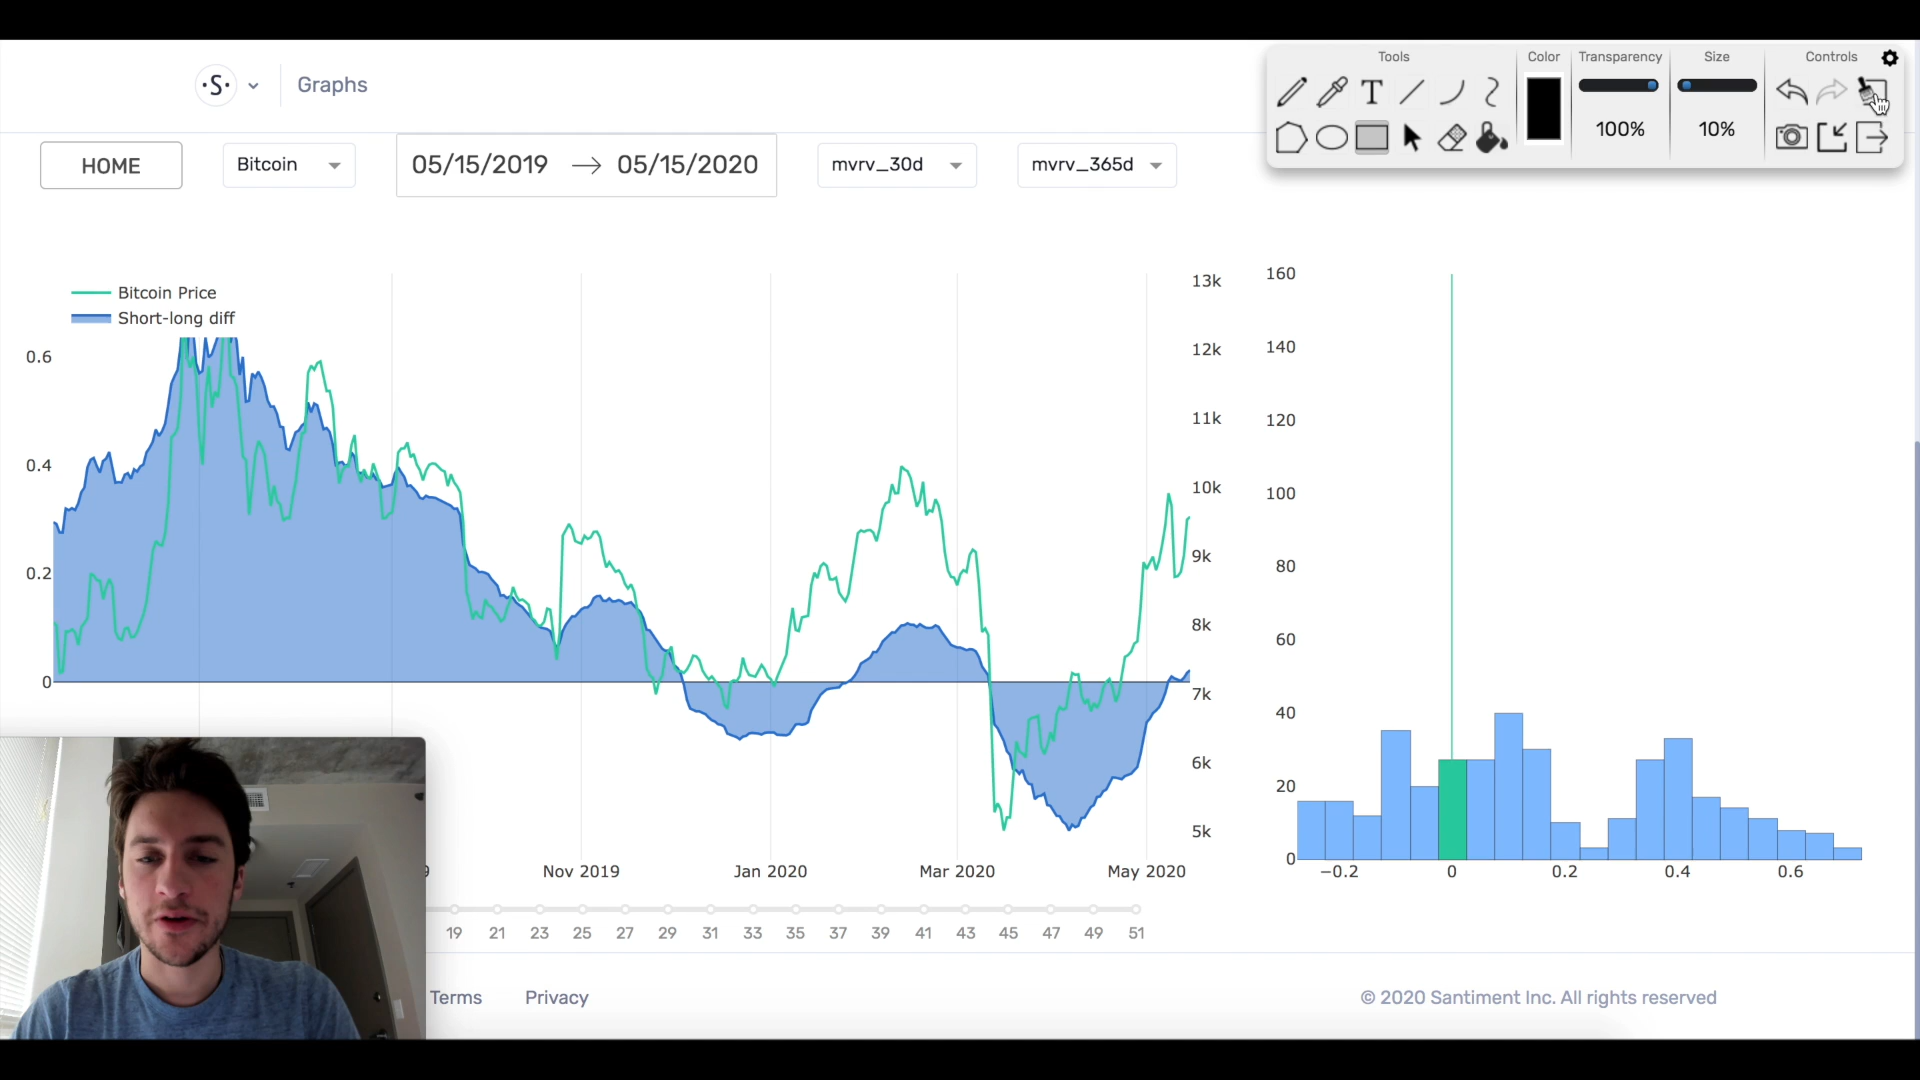 Tools
Color
Transparency
Size
Controls
·S·
Graphs
T
100%
10%
HOME
Bitcoin
05/15/2019 → 05/15/2020
mvrv_30d
mvrv_365d
Bitcoin Price
Short-long diff
0.6
0.4
0.2
0
13k
12k
11k
10k
9k
8k
7k
6k
5k
160
140
120
100
80
60
40
20
0
Nov 2019
Jan 2020
Mar 2020
May 2020
−0.2
0
0.2
0.4
0.6
19 21 23 25 27 29 31 33 35 37 39 41 43 45 47 49 51
Terms
Privacy
© 2020 Santiment Inc. All rights reserved